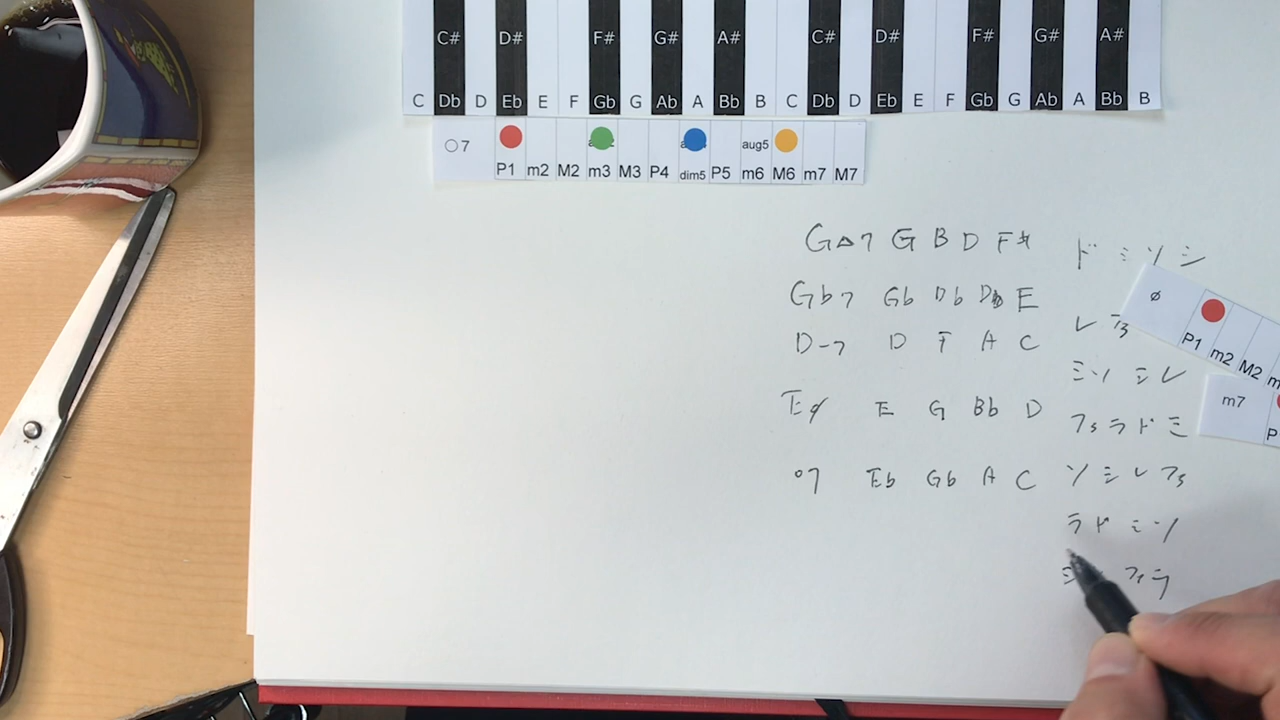 C# D# F# G# A# C# D# F# G# A#
C Db D Eb E F Gb G Ab A Bb B C Db D Eb E F Gb G Ab A Bb B
○7 aug5
P1 m2 M2 m3 M3 P4 dim5 P5 m6 M6 m7 M7
G△7 G B D F# ドミソシ
ø
P1 m2 M2
Gb7 Gb Db E
レファ
D-7 D F A C
ミソシレ
m7
Eø E G Bb D ファラドミ
○7 Eb Gb A C ソシレファ
ラドミソ
ファラ